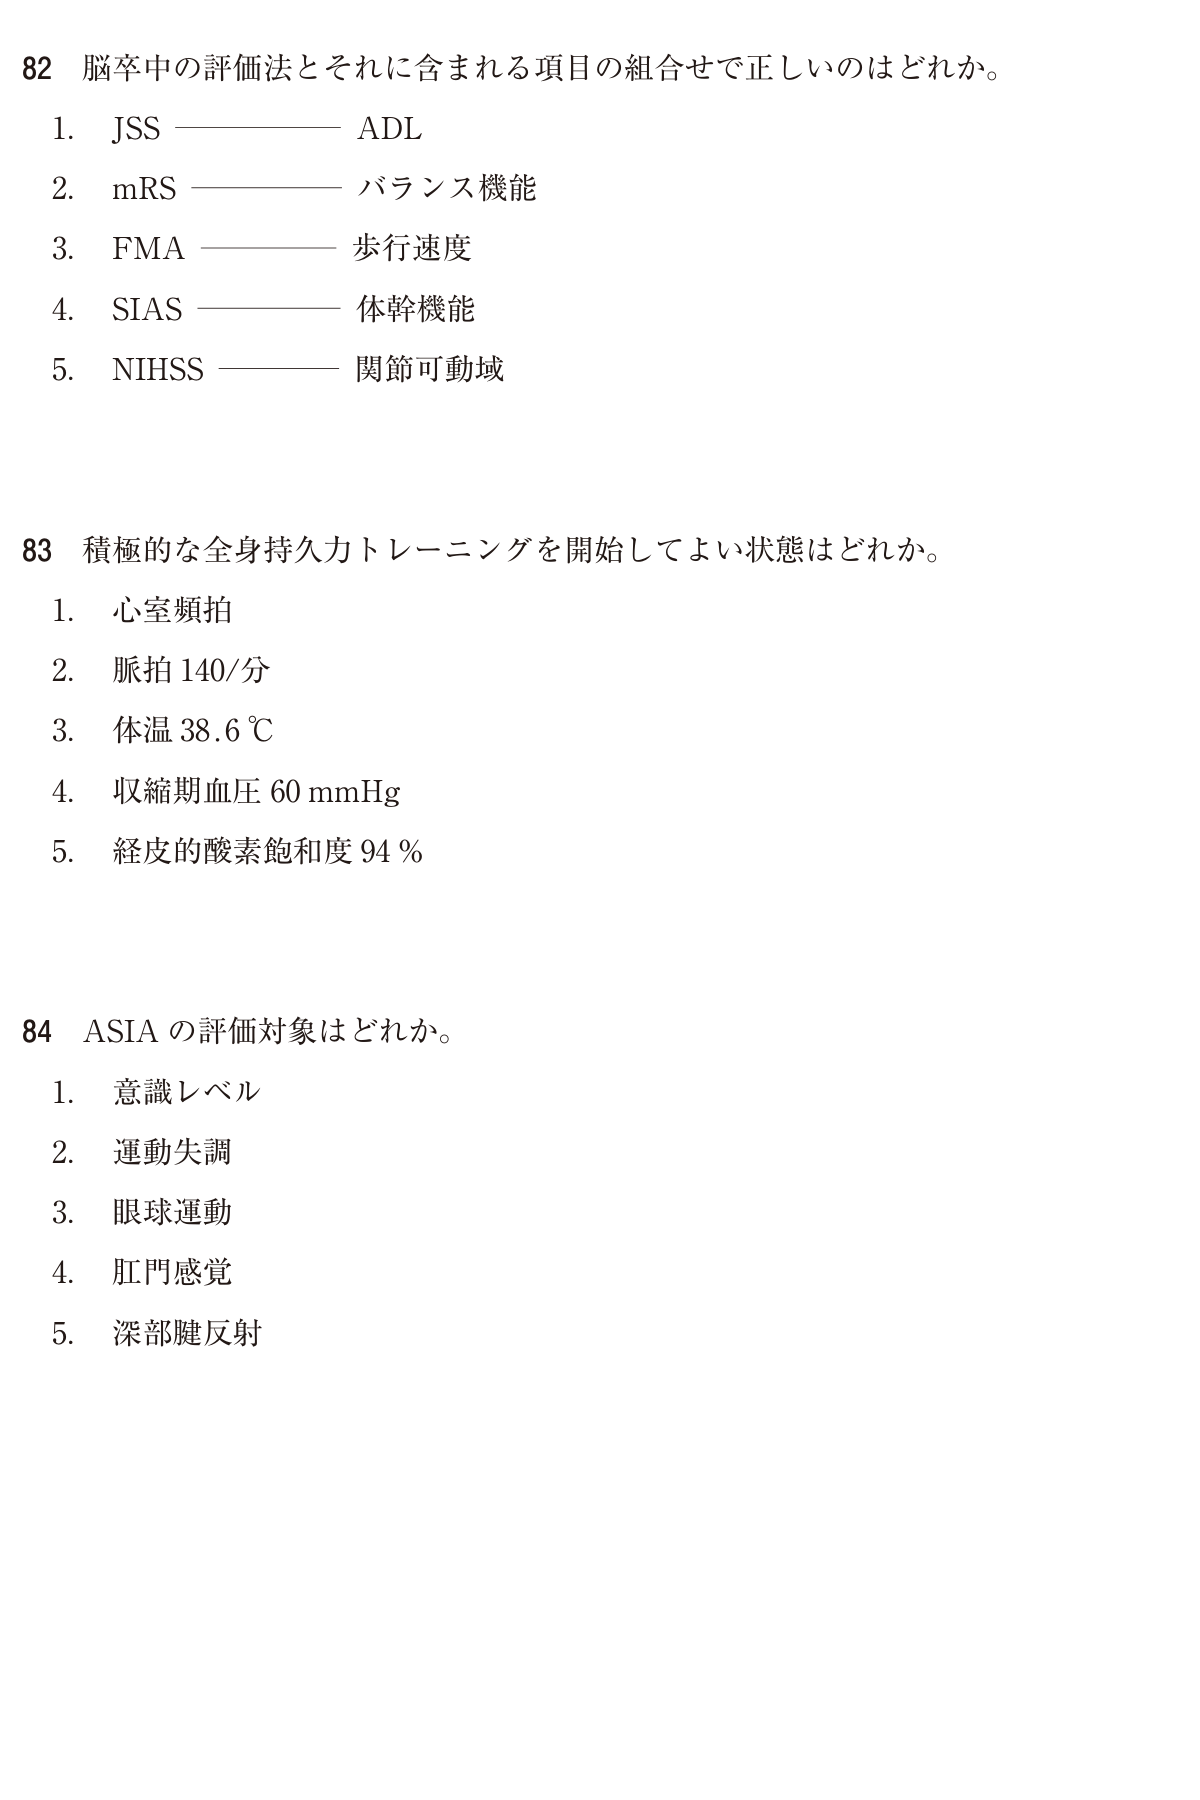 82 脳卒中の評価法とそれに含まれる項目の組合せで正しいのはどれか。
1. JSS ――――― ADL
2. mRS ――――― バランス機能
3. FMA ――――― 歩行速度
4. SIAS ――――― 体幹機能
5. NIHSS ――――― 関節可動域
83 積極的な全身持久力トレーニングを開始してよい状態はどれか。
1. 心室頻拍
2. 脈拍 140/分
3. 体温 38.6 ℃
4. 収縮期血圧 60 mmHg
5. 経皮的酸素飽和度 94 %
84 ASIA の評価対象はどれか。
1. 意識レベル
2. 運動失調
3. 眼球運動
4. 肛門感覚
5. 深部腱反射